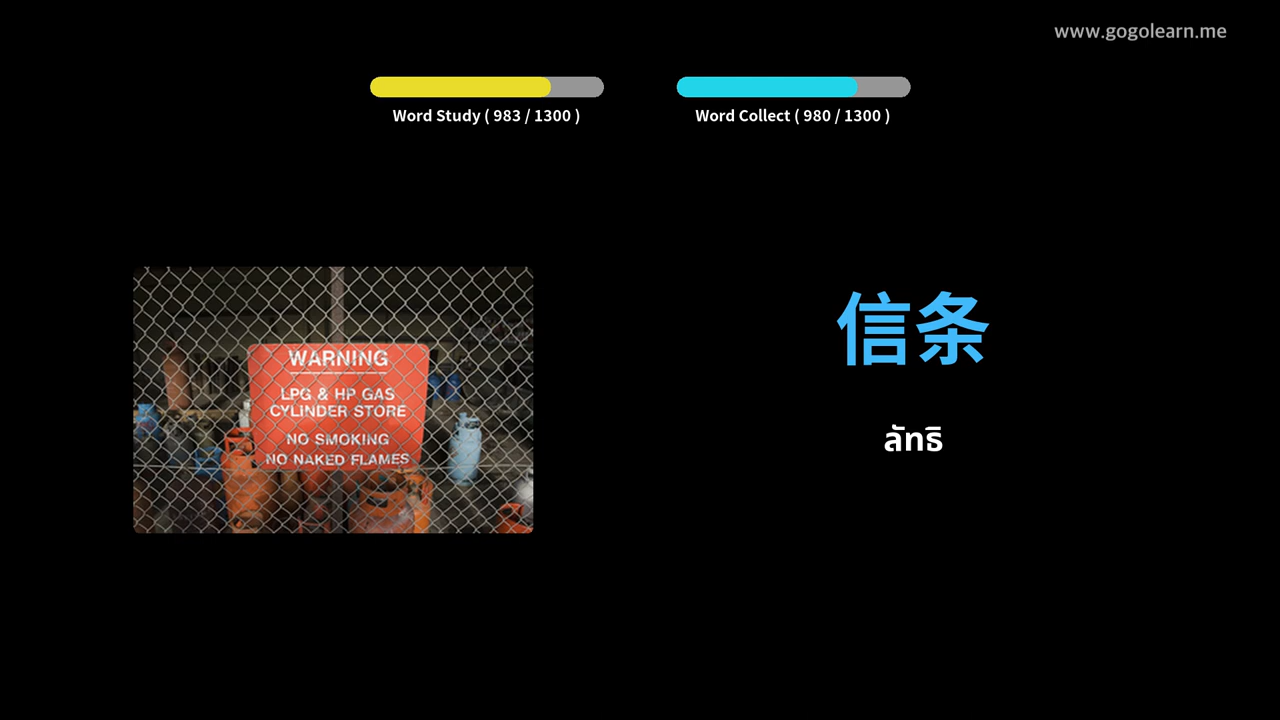 www.gogolearn.me
Word Study ( 983 / 1300 )
Word Collect ( 980 / 1300 )
WARNING
LPG & HP GAS
CYLINDER STORE
NO SMOKING
NO NAKED FLAMES
信条
ลัทธิ